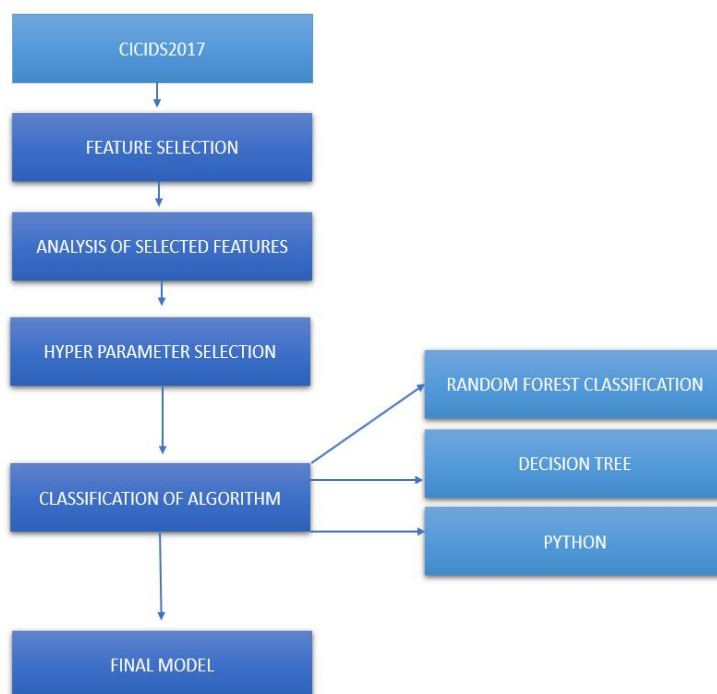 CICIDS2017
FEATURE SELECTION
ANALYSIS OF SELECTED FEATURES
HYPER PARAMETER SELECTION
RANDOM FOREST CLASSIFICATION
DECISION TREE
CLASSIFICATION OF ALGORITHM
PYTHON
FINAL MODEL